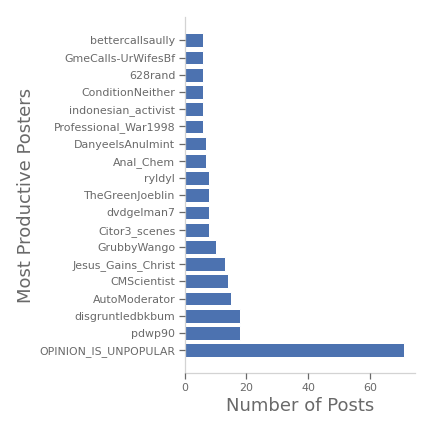 bettercallsaully
GmeCalls-UrWifesBf
628rand
ConditionNeither
indonesian_activist
Professional_War1998
DanyeelsAnulmint
Anal_Chem
ryldyl
TheGreenJoeblin
dvdgelman7
Citor3_scenes
GrubbyWango
Jesus_Gains_Christ
CMScientist
AutoModerator
disgruntledbkbum
pdwp90
OPINION_IS_UNPOPULAR
Most Productive Posters
0 20 40 60
Number of Posts